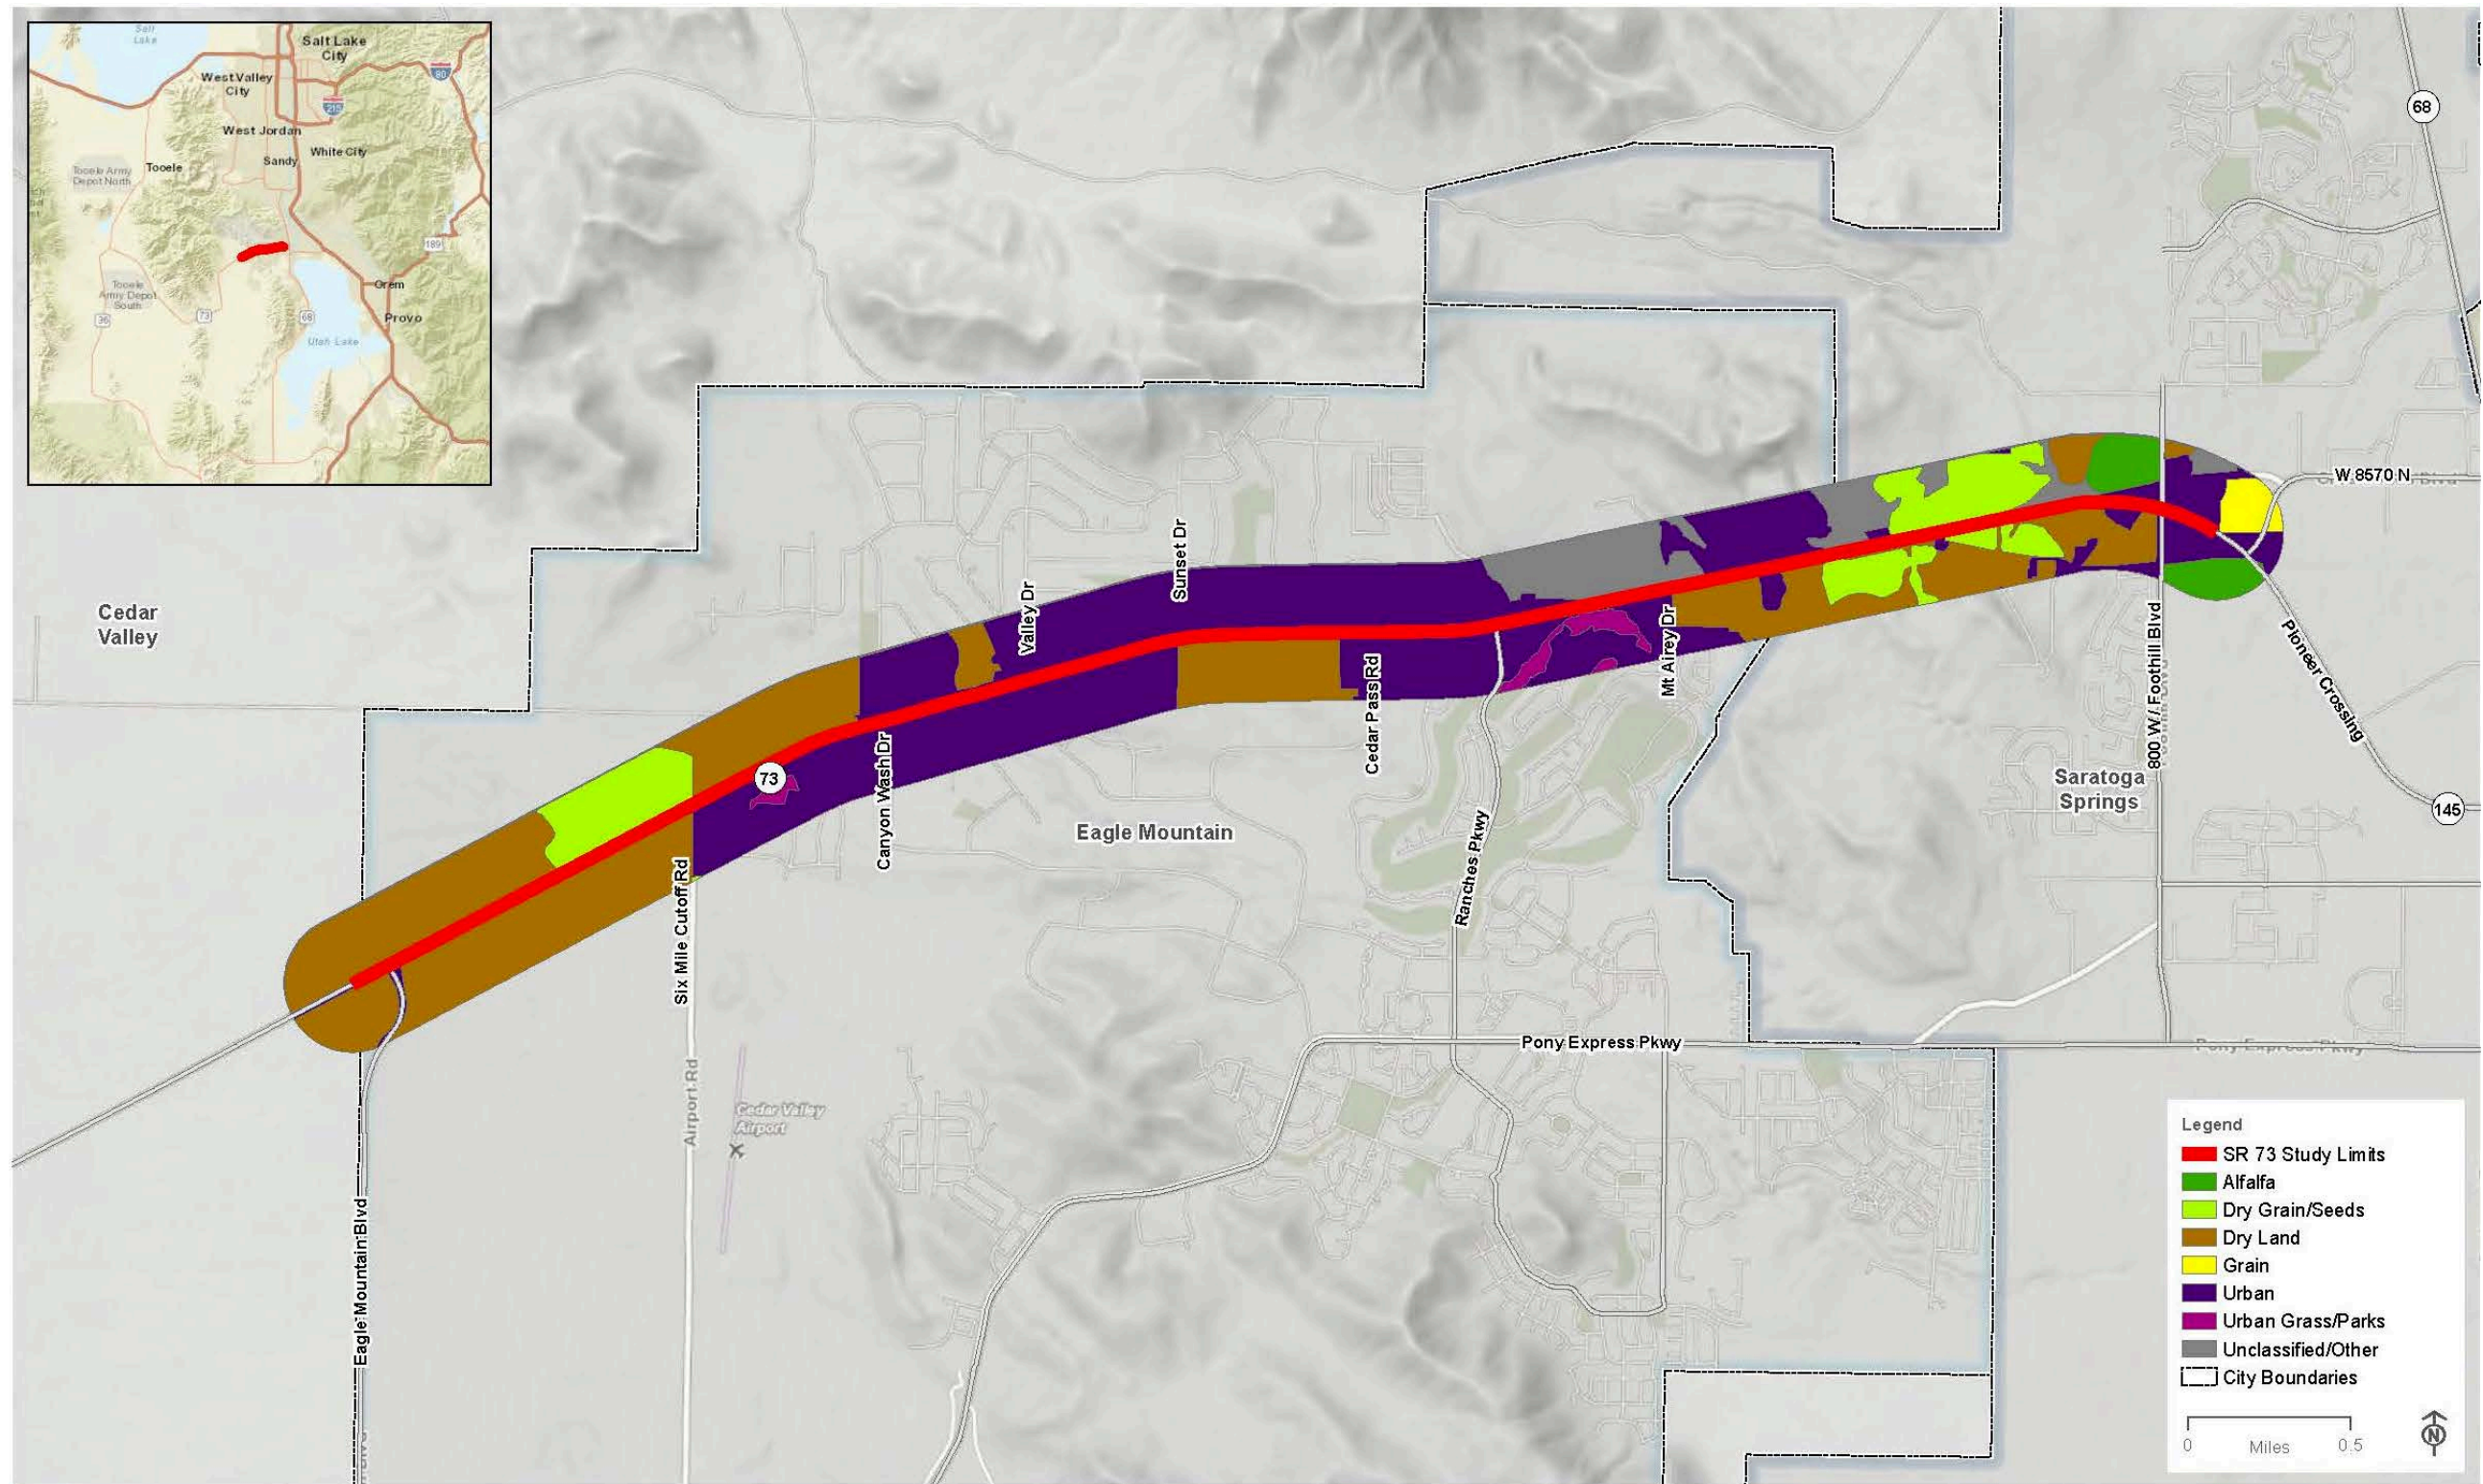 Salt
Lake
Salt Lake
City
80
West Valley
City
215
West Jordan
White City
Sandy
Tooele
Tooele Army
Depot North
189
Tooele
Army Depot
South
Orem
36
73
68
Provo
Utah Lake
68
W 8570 N
Cedar
Valley
Valley Dr
Sunset Dr
Cedar Pass Rd
Mt Airey Dr
800 W / Foothill Blvd
Pioneer Crossing
73
Canyon Wash Dr
Eagle Mountain
Saratoga
Springs
145
Six Mile Cutoff Rd
Ranches Pkwy
Pony Express Pkwy
Pony Express Pkwy
Airport Rd
Cedar Valley
Airport
Eagle Mountain Blvd
Legend
SR 73 Study Limits
Alfalfa
Dry Grain/Seeds
Dry Land
Grain
Urban
Urban Grass/Parks
Unclassified/Other
City Boundaries
0 Miles 0.5
N